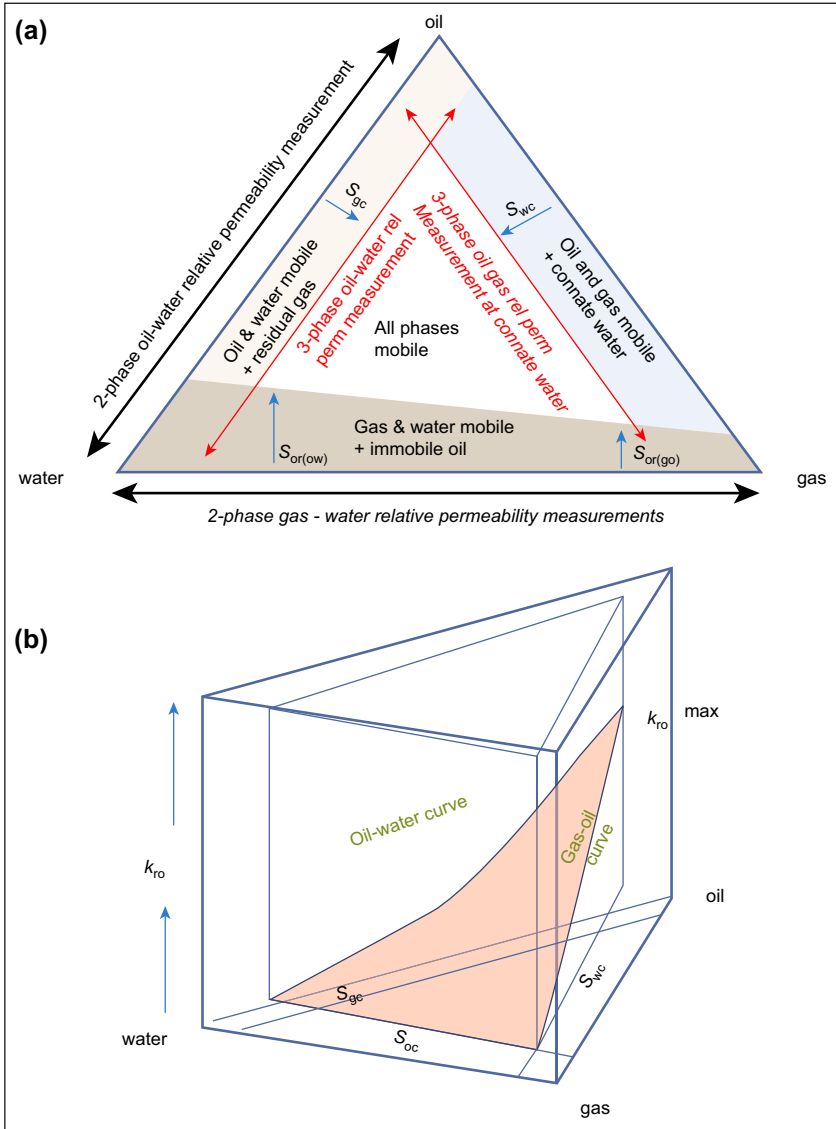 (a)
oil
2-phase oil-water relative permeability measurement
Sgc
Swc
Oil & water mobile
+ residual gas
3-phase oil-water rel
perm measurement
3-phase oil gas rel perm
Measurement at connate water
Oil and gas mobile
+ connate water
All phases
mobile
Gas & water mobile
+ immobile oil
Sor(ow)
Sor(go)
water
gas
2-phase gas - water relative permeability measurements
(b)
kro
max
Oil-water curve
Gas-oil
curve
kro
oil
Swc
Sgc
Soc
water
gas